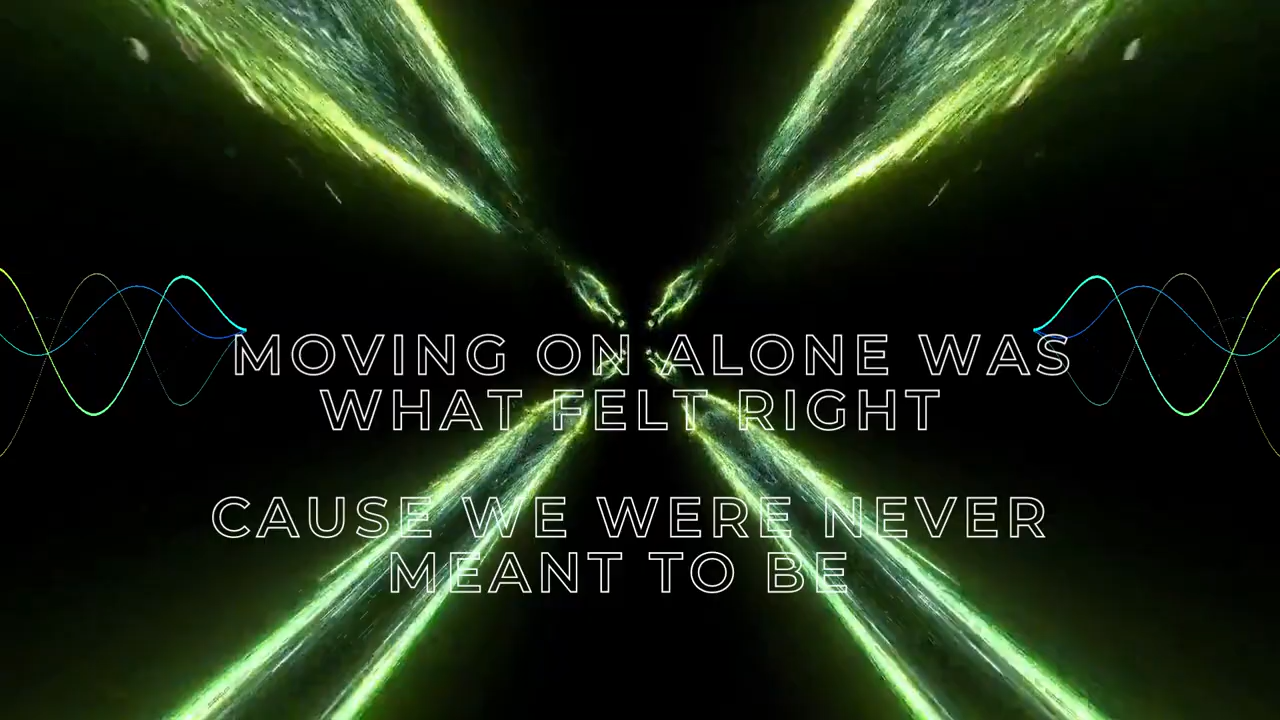 MOVING ON ALONE WAS
WHAT FELT RIGHT
CAUSE WE WERE NEVER
MEANT TO BE